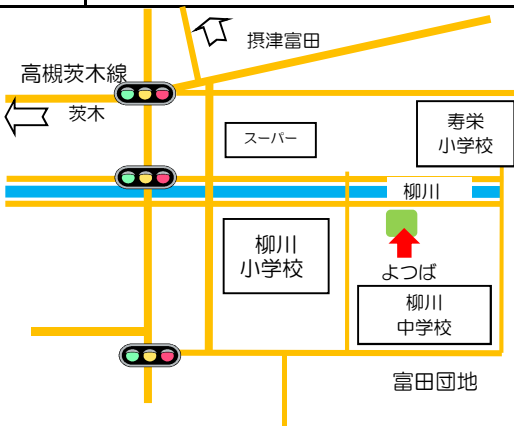 摂津富田
高槻茨木線
茨木
スーパー
寿栄
小学校
柳川
柳川
小学校
よつば
柳川
中学校
富田団地